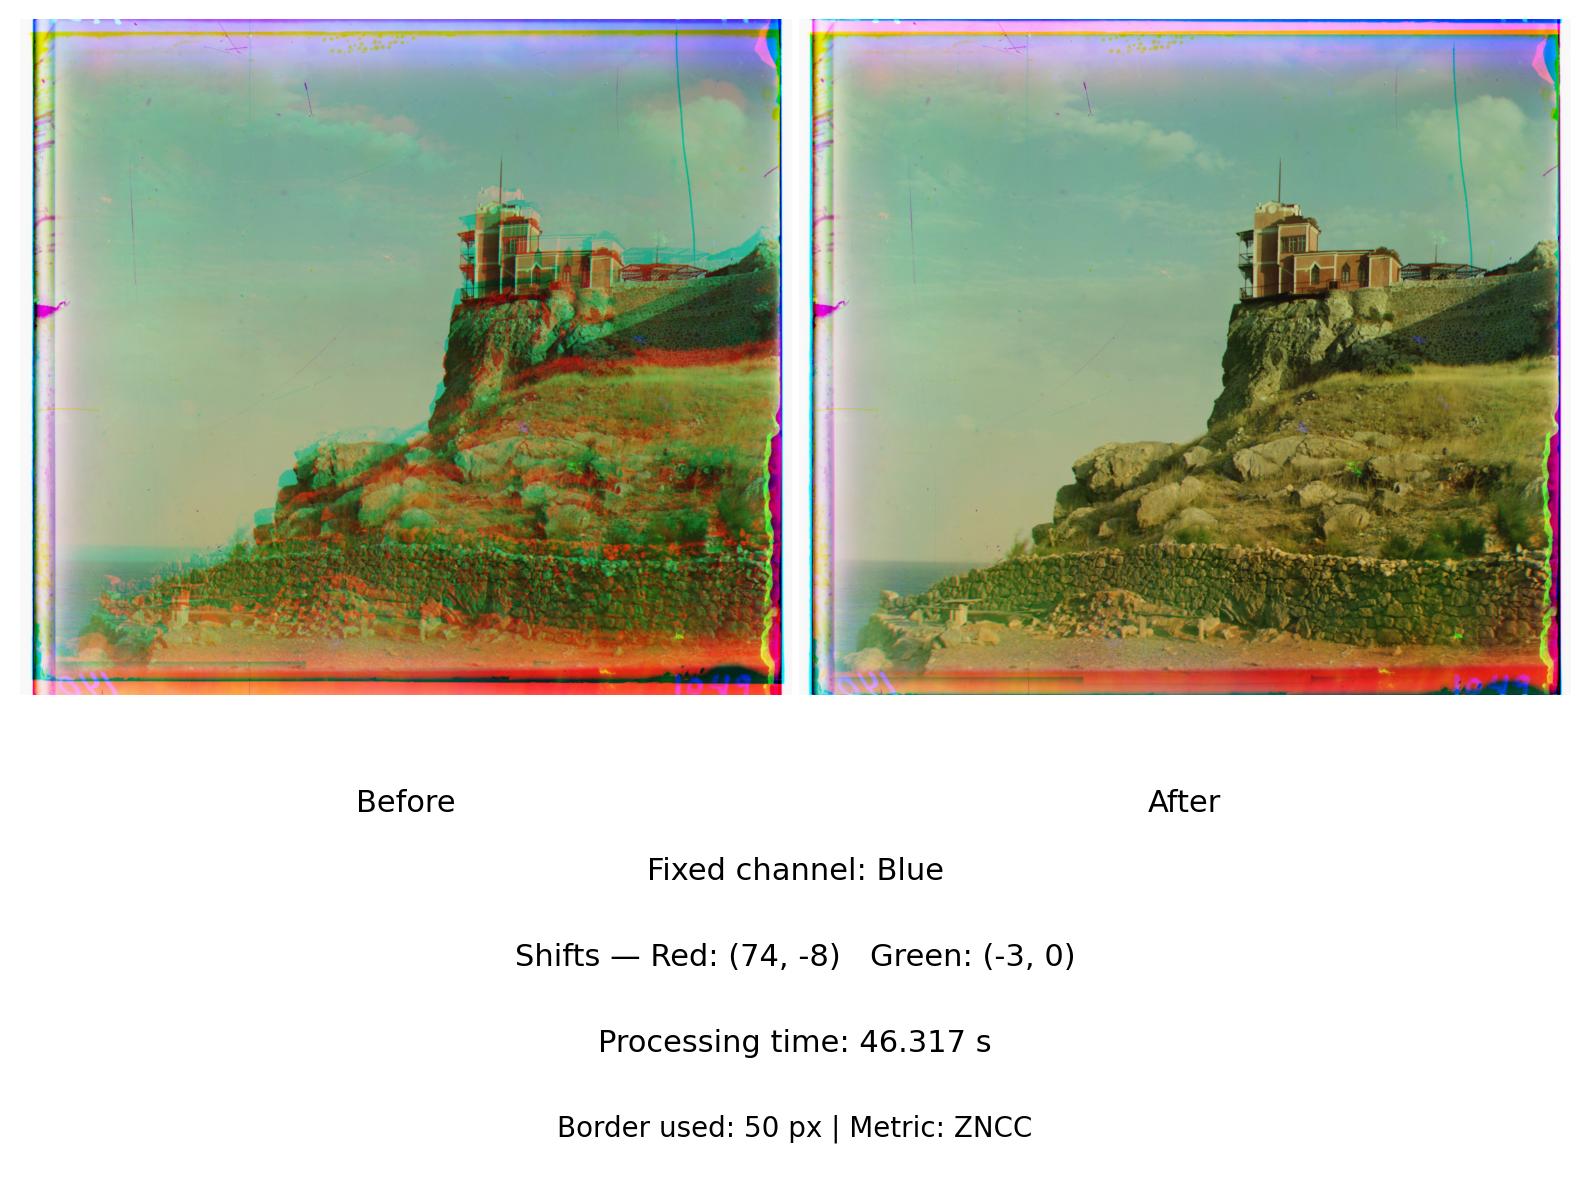 Before
After
Fixed channel: Blue
Shifts — Red: (74, -8)   Green: (-3, 0)
Processing time: 46.317 s
Border used: 50 px | Metric: ZNCC